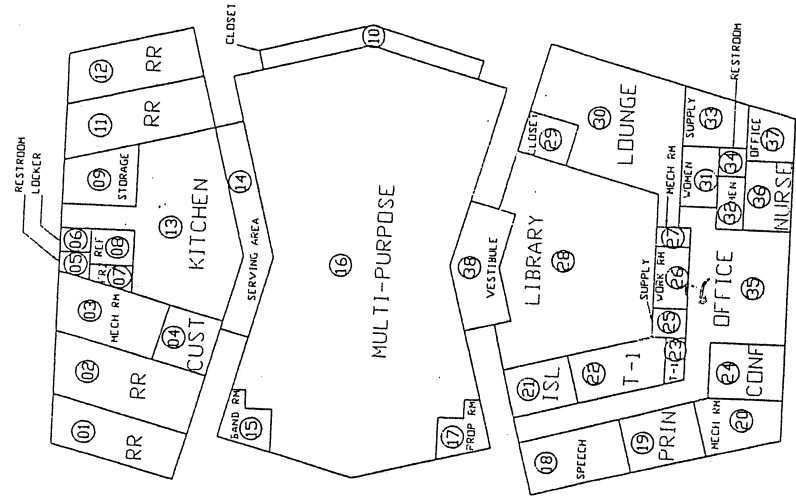 RESTROOM
LOCKER
CLOSET
RESTROOM
12
RR
11
RR
09
STORAGE
05
06
REF
08
FRZ
07
03
MECH RM
04
CUST
02
RR
01
RR
13
KITCHEN
14
SERVING AREA
10
16
MULTI-PURPOSE
BAND RM
15
17
PROP RM
38
VESTIBULE
CLOSET
29
30
LOUNGE
LIBRARY
28
MECH RM
27
WORK RM
26
SUPPLY
25
T-1
23
21
ISL
22
T-1
18
SPEECH
19
PRIN
MECH RM
20
24
CONF
OFFICE
35
SUPPLY
33
WOMEN
31
34
32
MEN
OFFICE
37
36
NURSE